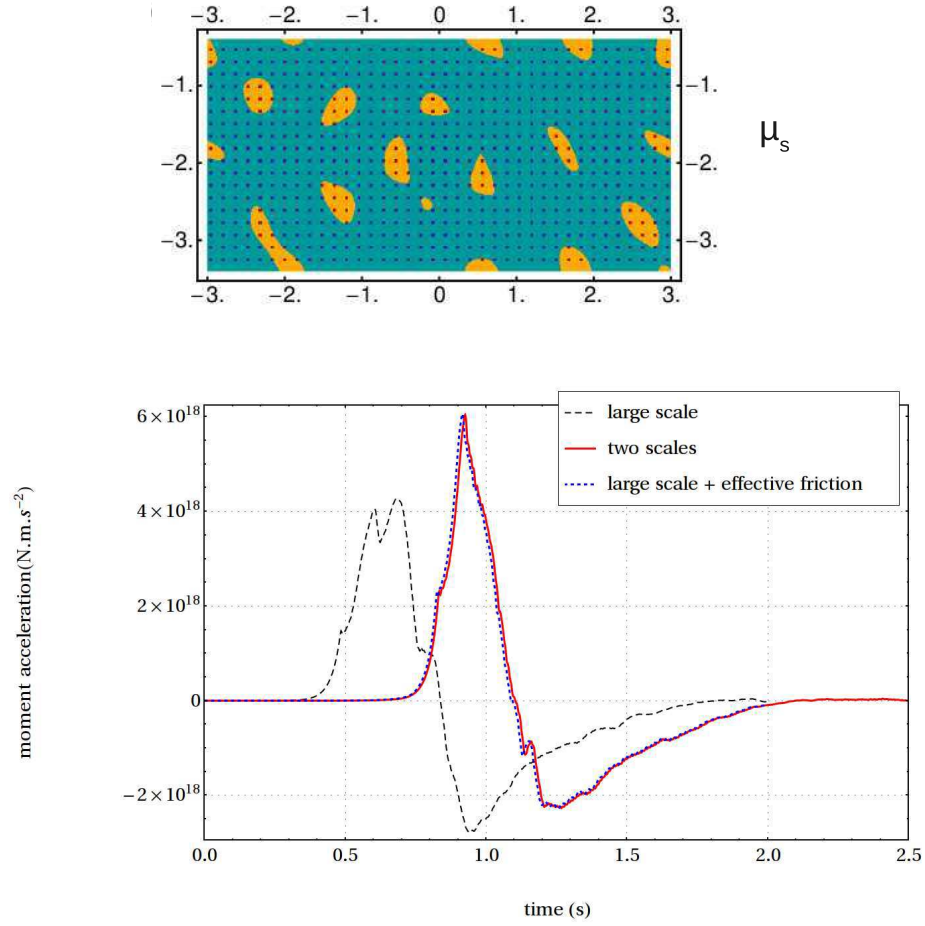 −3. −2. −1. 0 1. 2. 3.
−1. −1.
μs
−2. −2.
−3. −3.
−3. −2. −1. 0 1. 2. 3.
large scale
two scales
large scale + effective friction
6×10^18
4×10^18
2×10^18
0
−2×10^18
moment acceleration(N.m.s^−2)
0.0 0.5 1.0 1.5 2.0 2.5
time (s)